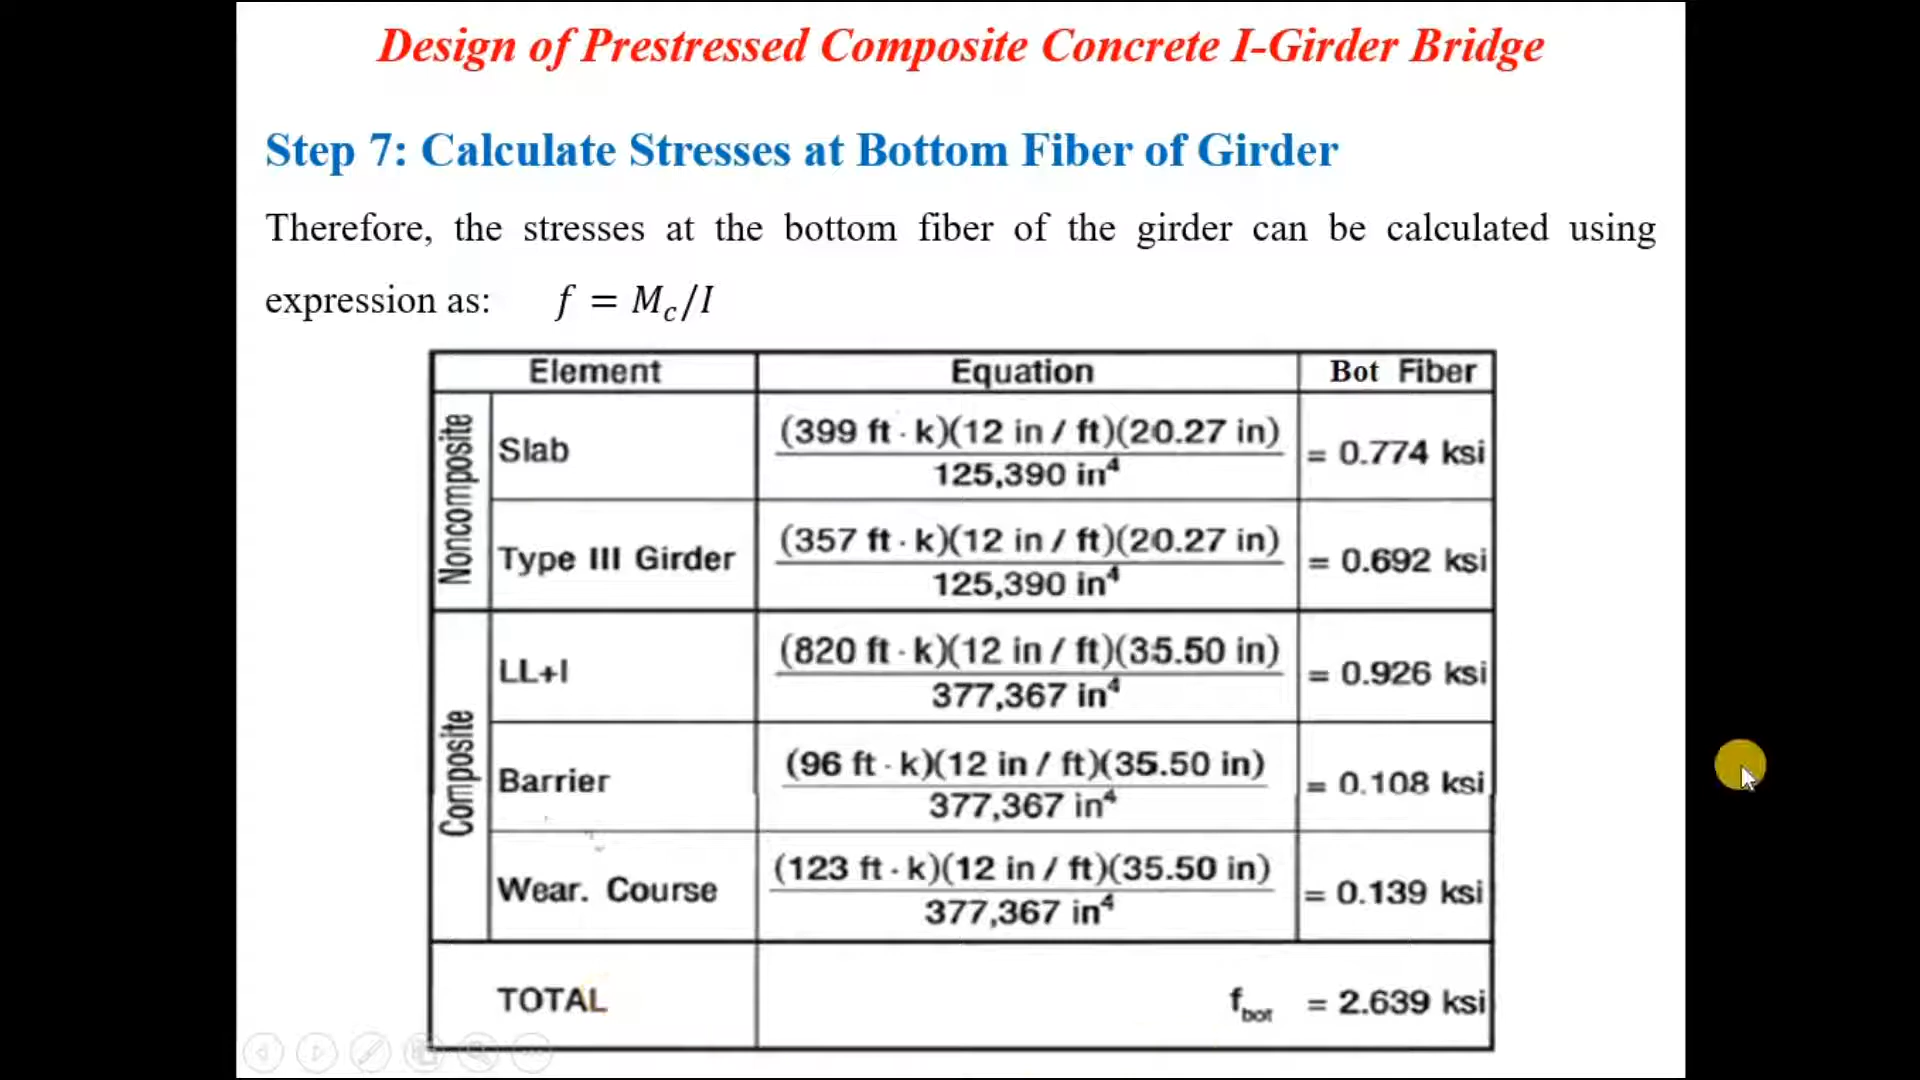 Design of Prestressed Composite Concrete I-Girder Bridge
Step 7: Calculate Stresses at Bottom Fiber of Girder
Therefore, the stresses at the bottom fiber of the girder can be calculated using
expression as: f = M_c/I
Element Equation Bot Fiber
Noncomposite
Slab (399 ft · k)(12 in / ft)(20.27 in) / 125,390 in⁴ = 0.774 ksi
Type III Girder (357 ft · k)(12 in / ft)(20.27 in) / 125,390 in⁴ = 0.692 ksi
Composite
LL+I (820 ft · k)(12 in / ft)(35.50 in) / 377,367 in⁴ = 0.926 ksi
Barrier (96 ft · k)(12 in / ft)(35.50 in) / 377,367 in⁴ = 0.108 ksi
Wear. Course (123 ft · k)(12 in / ft)(35.50 in) / 377,367 in⁴ = 0.139 ksi
TOTAL f_bot = 2.639 ksi